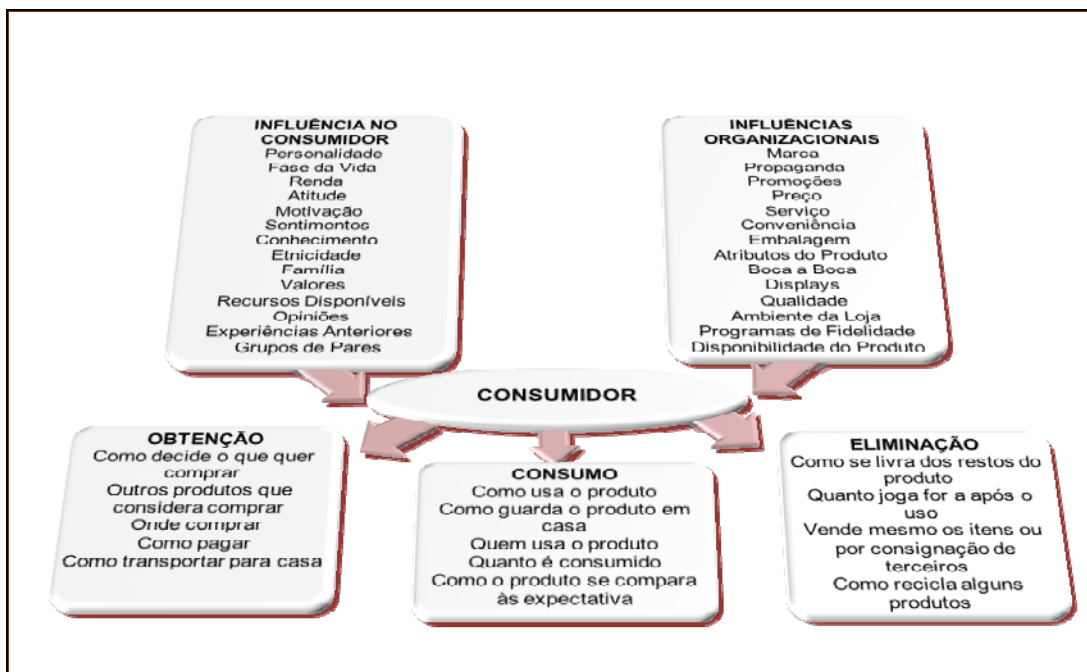 INFLUÊNCIA NO
CONSUMIDOR
Personalidade
Fase da Vida
Renda
Atitude
Motivação
Sentimentos
Conhecimento
Etnicidade
Família
Valores
Recursos Disponíveis
Opiniões
Experiências Anteriores
Grupos de Pares
INFLUÊNCIAS
ORGANIZACIONAIS
Marca
Propaganda
Promoções
Preço
Serviço
Conveniência
Embalagem
Atributos do Produto
Boca a Boca
Displays
Qualidade
Ambiente da Loja
Programas de Fidelidade
Disponibilidade do Produto
CONSUMIDOR
OBTENÇÃO
Como decide o que quer
comprar
Outros produtos que
considera comprar
Onde comprar
Como pagar
Como transportar para casa
CONSUMO
Como usa o produto
Como guarda o produto em
casa
Quem usa o produto
Quanto é consumido
Como o produto se compara
às expectativa
ELIMINAÇÃO
Como se livra dos restos do
produto
Quanto joga for a após o
uso
Vende mesmo os itens ou
por consignação de
terceiros
Como recicla alguns
produtos